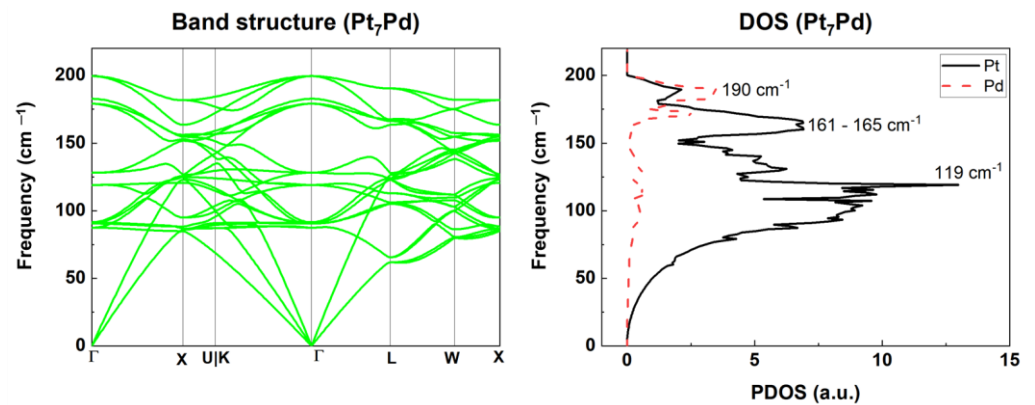 Band structure (Pt₇Pd)
Frequency (cm⁻¹)
200
150
100
50
0
Γ X U|K Γ L W X
DOS (Pt₇Pd)
Frequency (cm⁻¹)
200
150
100
50
0
Pt
Pd
190 cm⁻¹
161 - 165 cm⁻¹
119 cm⁻¹
0 5 10 15
PDOS (a.u.)